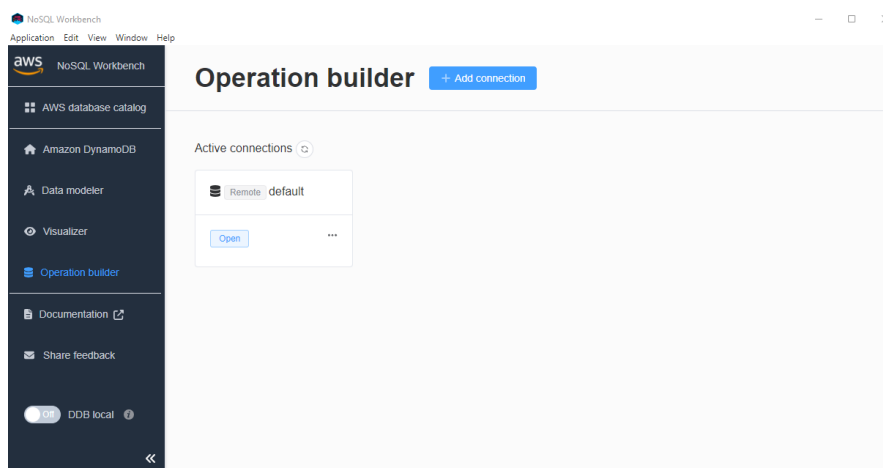 NoSQL Workbench
Application Edit View Window Help
aws NoSQL Workbench
AWS database catalog
Amazon DynamoDB
Data modeler
Visualizer
Operation builder
Documentation
Share feedback
Off DDB local
Operation builder + Add connection
Active connections
Remote default
Open